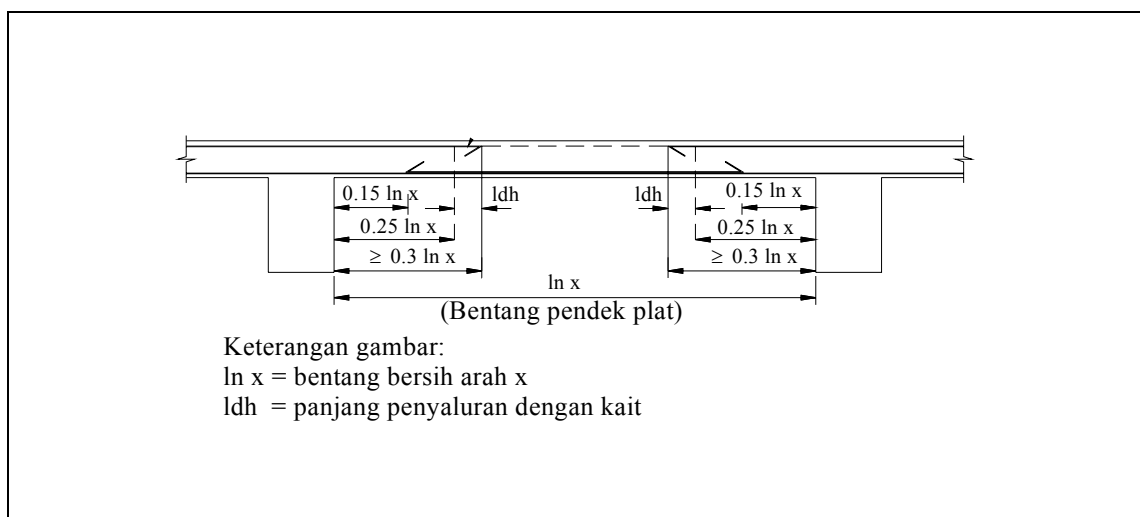 0.15 ln x ldh ldh 0.15 ln x
0.25 ln x 0.25 ln x
≥ 0.3 ln x ≥ 0.3 ln x
ln x
(Bentang pendek plat)
Keterangan gambar:
ln x = bentang bersih arah x
ldh = panjang penyaluran dengan kait